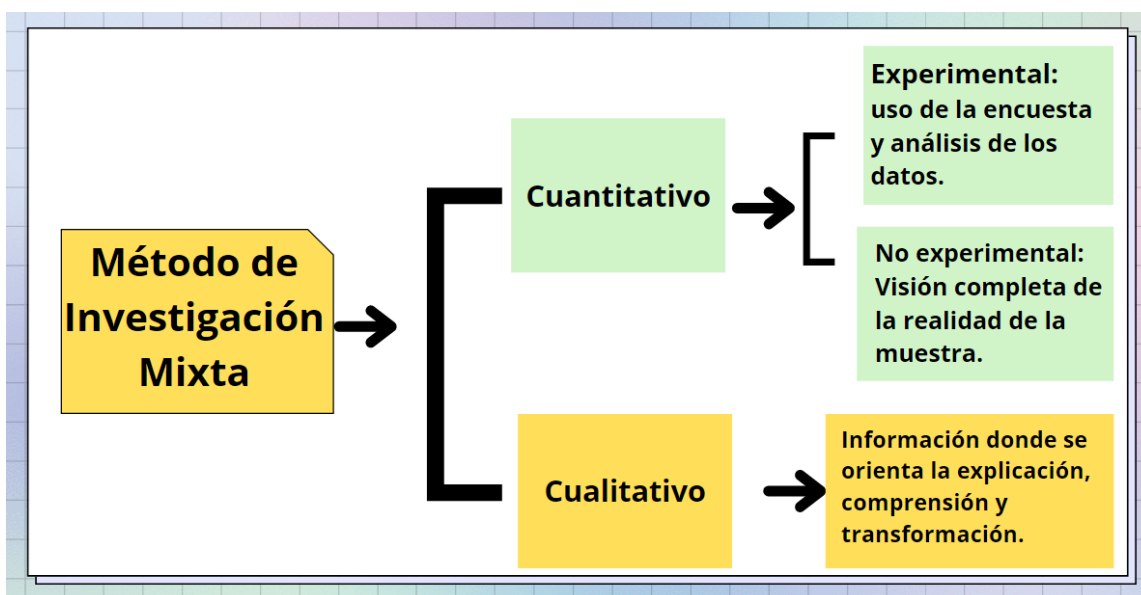 Método de
Investigación
Mixta
Cuantitativo
Experimental:
uso de la encuesta
y análisis de los
datos.
No experimental:
Visión completa de
la realidad de la
muestra.
Cualitativo
Información donde se
orienta la explicación,
comprensión y
transformación.